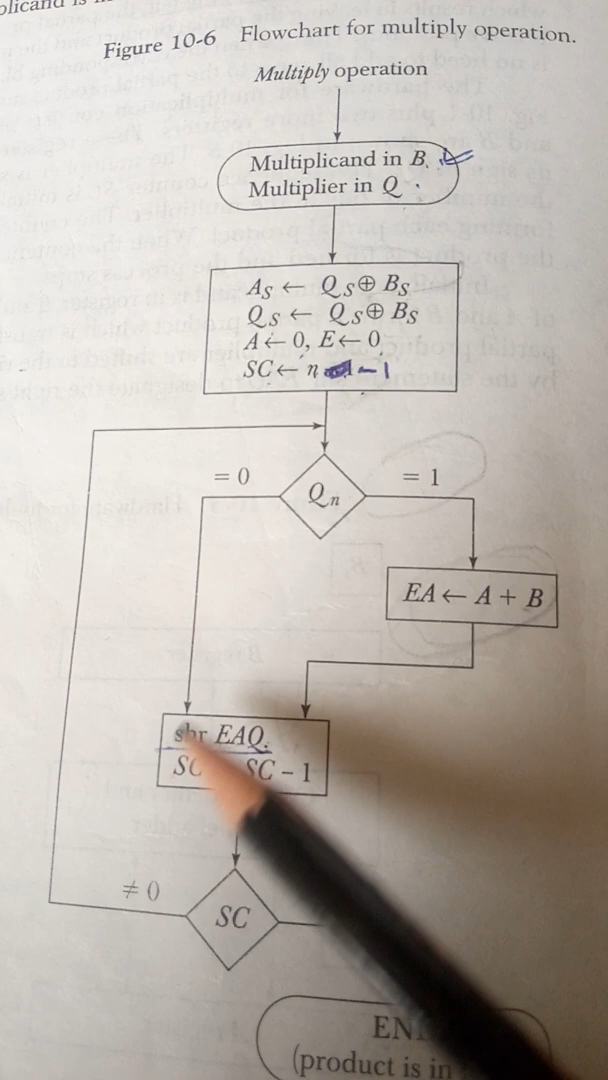 Figure 10-6 Flowchart for multiply operation.
Multiply operation
Multiplicand in B.
Multiplier in Q
A_S ← Q_S ⊕ B_S
Q_S ← Q_S ⊕ B_S
A ← 0, E ← 0
SC ← n - 1
= 0
= 1
Q_n
EA ← A + B
shr EAQ
SC SC - 1
≠ 0
SC
(product is in